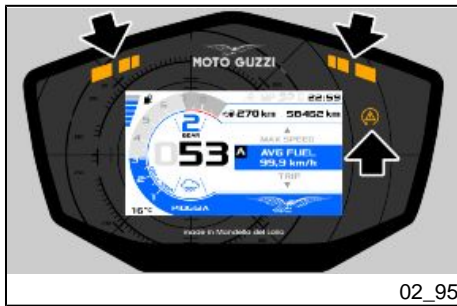 MOTO GUZZI
22:59
270 km 56462 km
2
GEAR
MAX SPEED
53
A
AVG FUEL
99,9 km/h
TRIP
16°C
PIOGGIA
made in Mandello del Lario
02_95